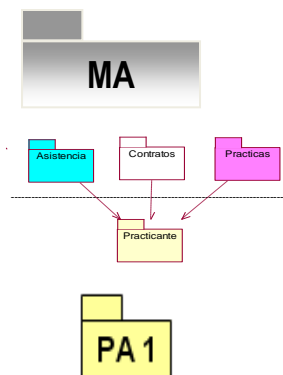 MA
Asistencia
Contratos
Practicas
Practicante
PA 1